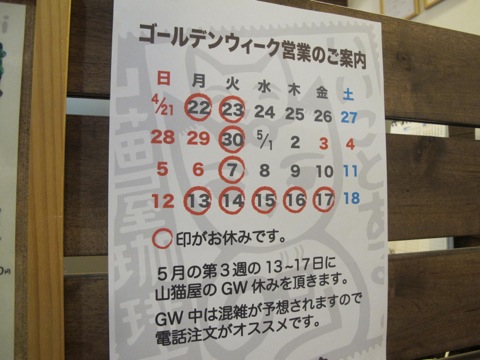 ゴールデンウィーク営業のご案内
日 月 火 水 木 金 土
4/21 22 23 24 25 26 27
28 29 30 5/1 2 3 4
5 6 7 8 9 10 11
12 13 14 15 16 17 18
〇印がお休みです。
5月の第3週の13~17日に
山猫屋のGW休みを頂きます。
GW中は混雑が予想されますので
電話注文がオススメです。